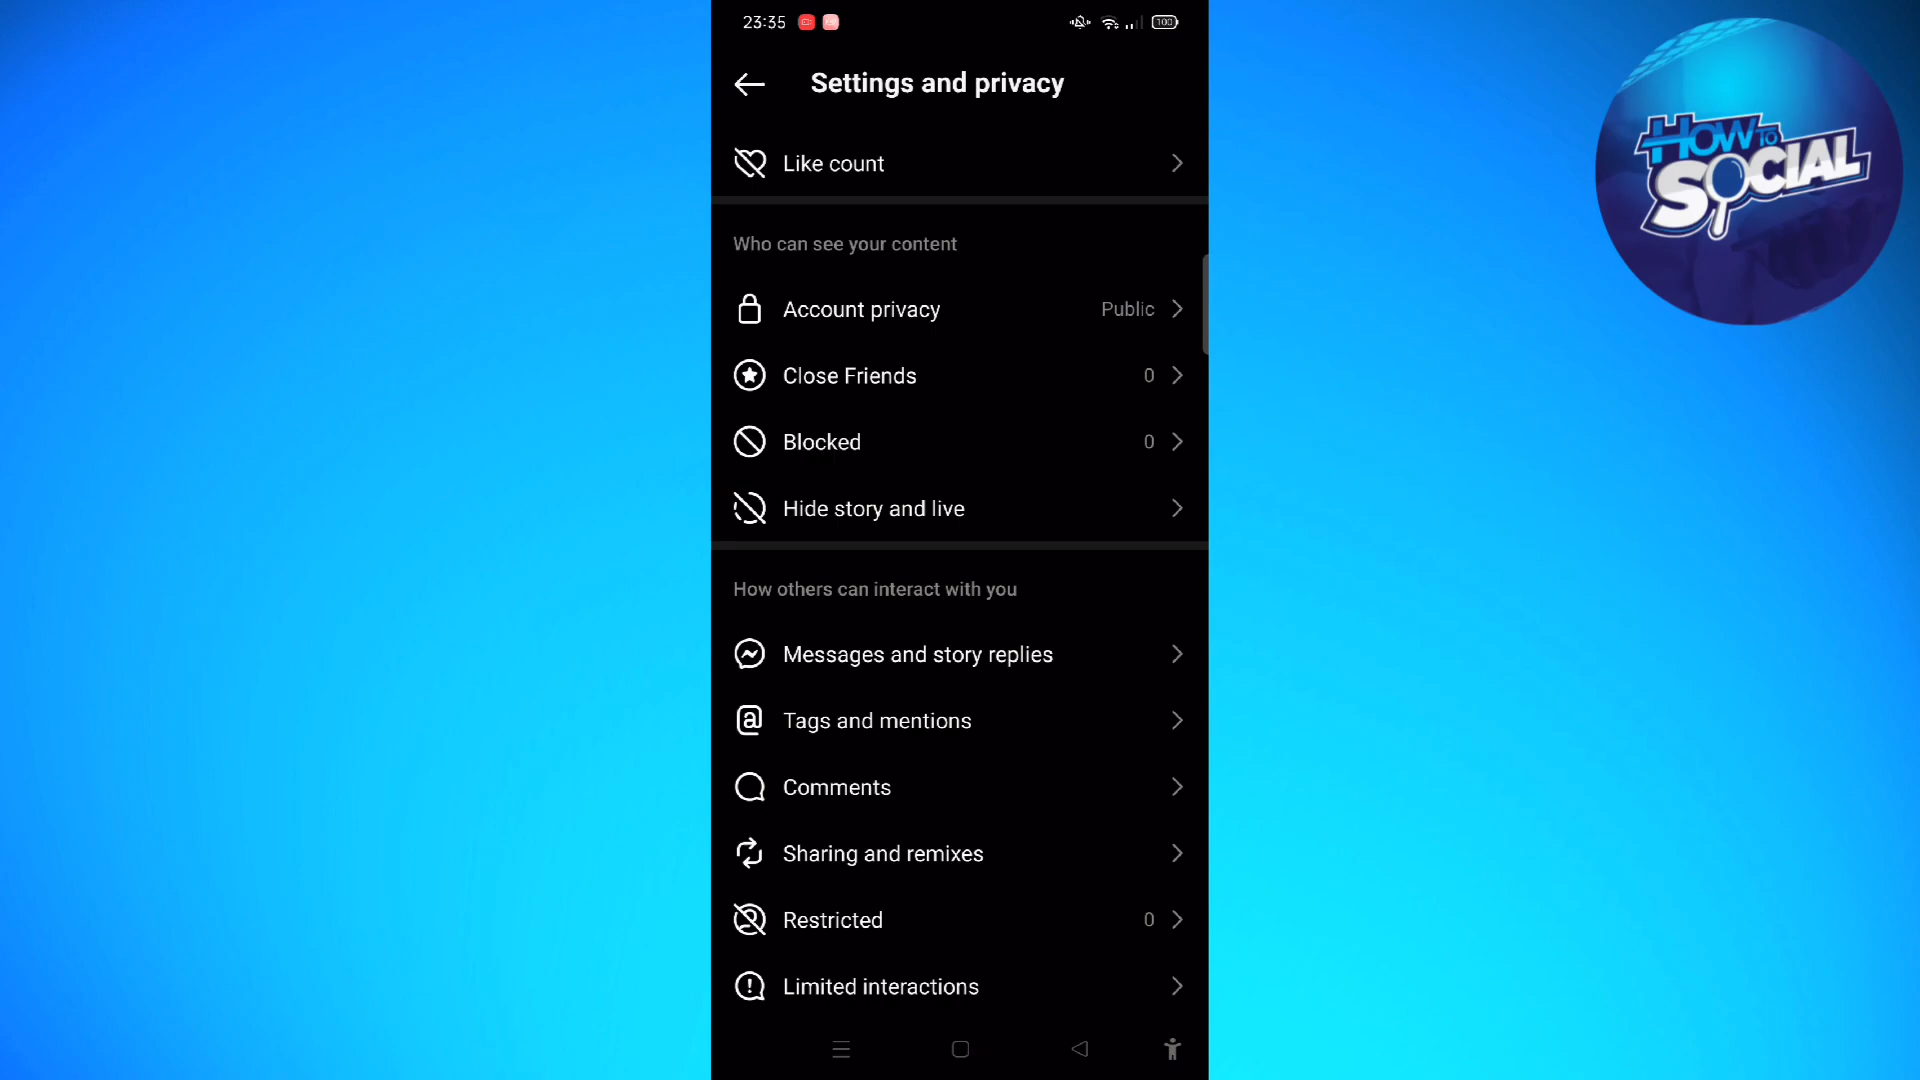 23:35
100
Settings and privacy
Like count
Who can see your content
Account privacy Public
Close Friends 0
Blocked 0
Hide story and live
How others can interact with you
Messages and story replies
Tags and mentions
Comments
Sharing and remixes
Restricted 0
Limited interactions
HOW TO
SOCIAL